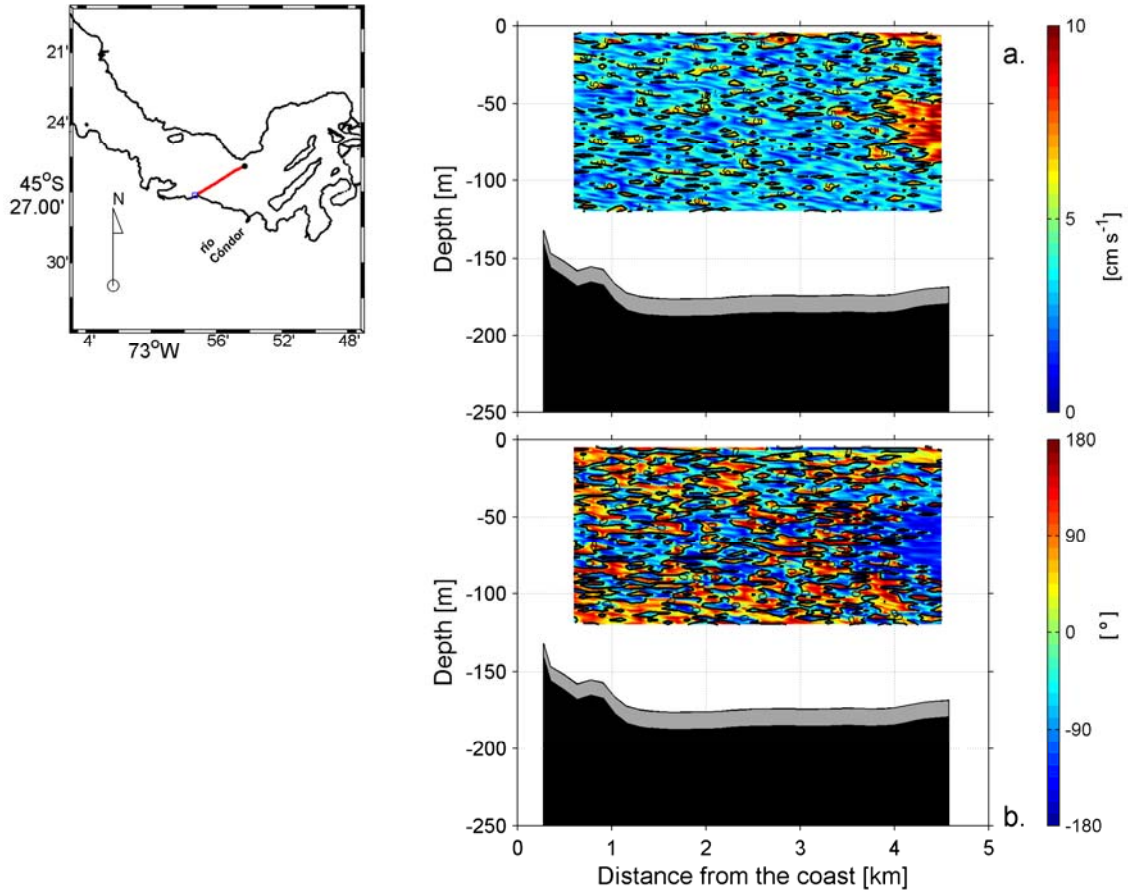 21'
24'
45°S
27.00'
30'
N
río
Cóndor
4'
73°W
56'
52'
48'
a.
0
-50
-100
-150
-200
-250
Depth [m]
10
5
0
[cm s⁻¹]
b.
0
-50
-100
-150
-200
-250
Depth [m]
180
90
0
-90
-180
[ º ]
0
1
2
3
4
5
Distance from the coast [km]